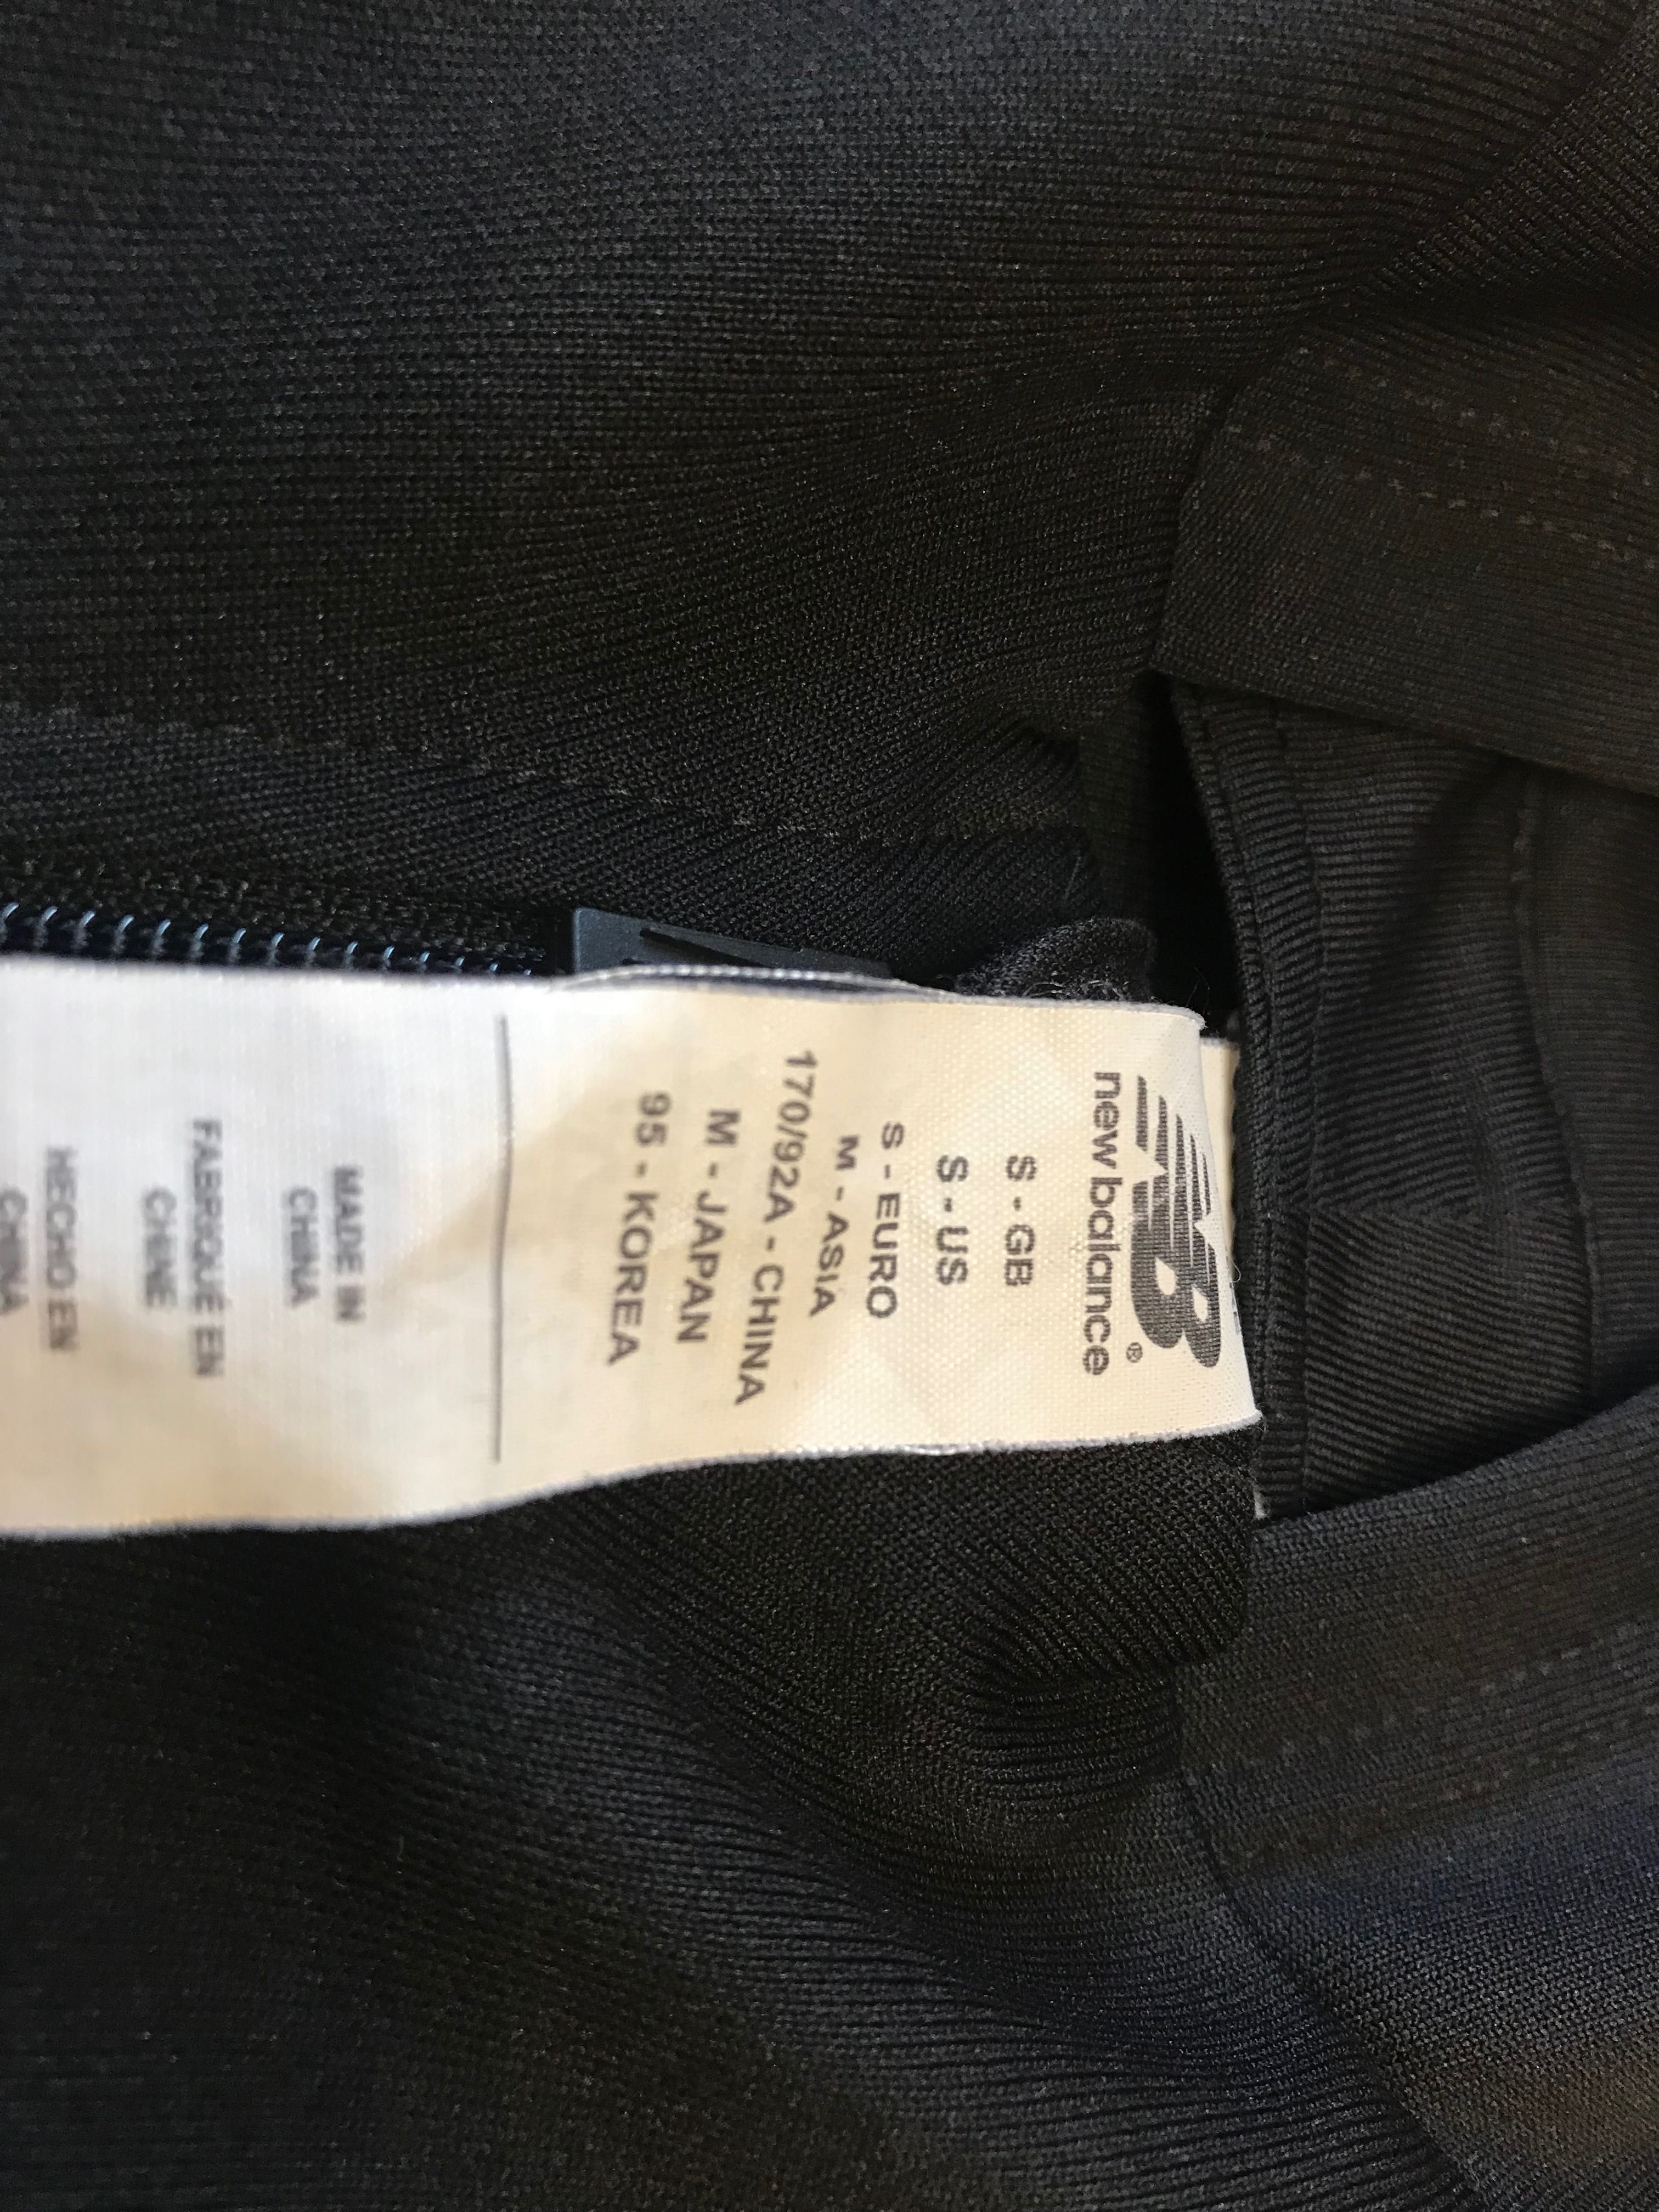 NB
new balance®
S - GB
S - US
S - EURO
M - ASIA
170/92A - CHINA
M - JAPAN
95 - KOREA
MADE IN
CHINA
FABRIQUÉ EN
CHINE
HECHO EN
CHINA